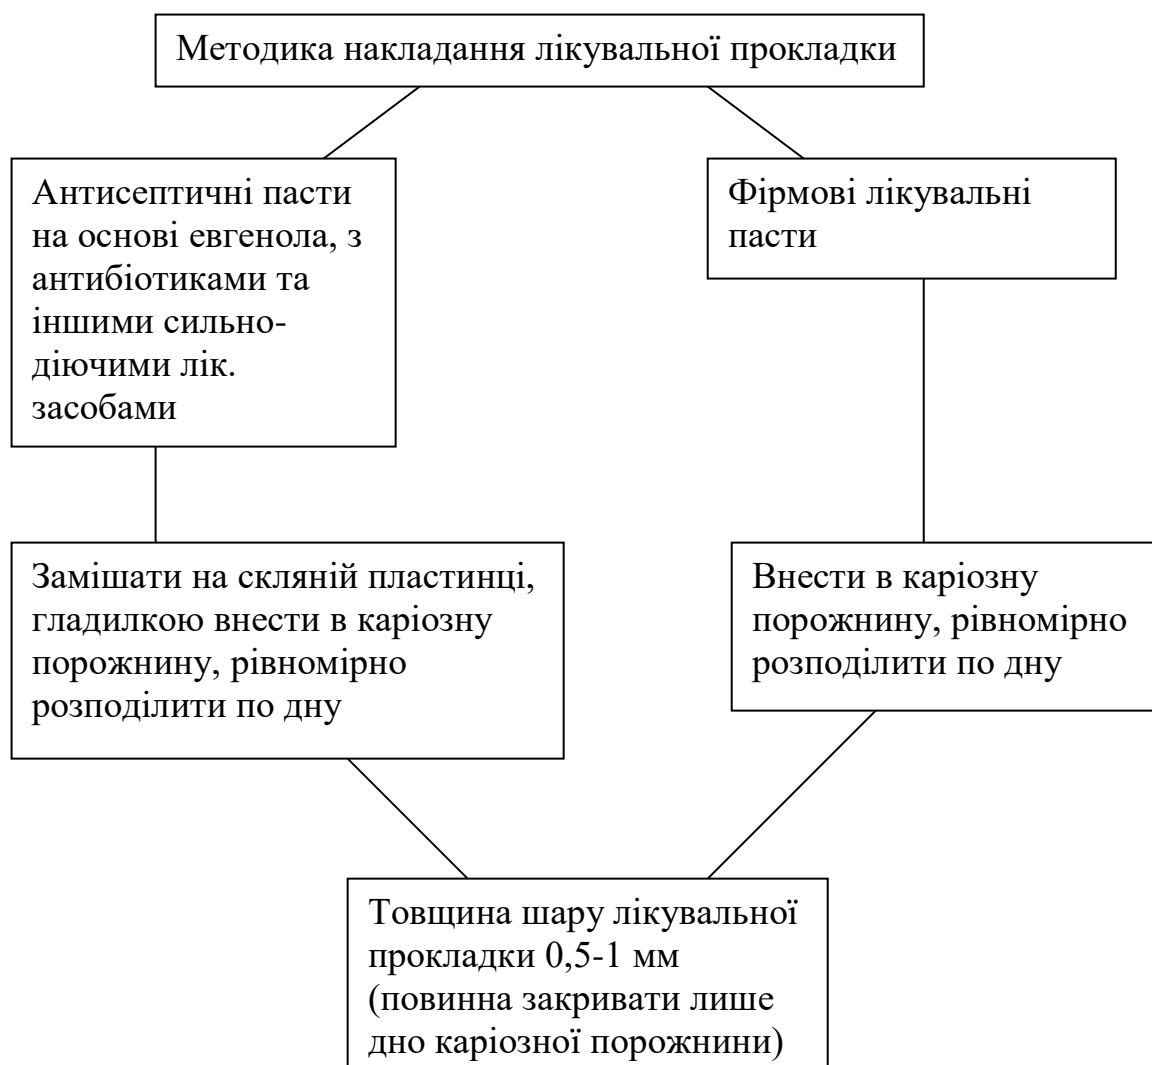 Методика накладання лікувальної прокладки
Антисептичні пасти
на основі евгенола, з
антибіотиками та
іншими сильно-
діючими лік.
засобами
Фірмові лікувальні
пасти
Замішати на скляній пластинці,
гладилкою внести в каріозну
порожнину, рівномірно
розподілити по дну
Внести в каріозну
порожнину, рівномірно
розподілити по дну
Товщина шару лікувальної
прокладки 0,5-1 мм
(повинна закривати лише
дно каріозної порожнини)